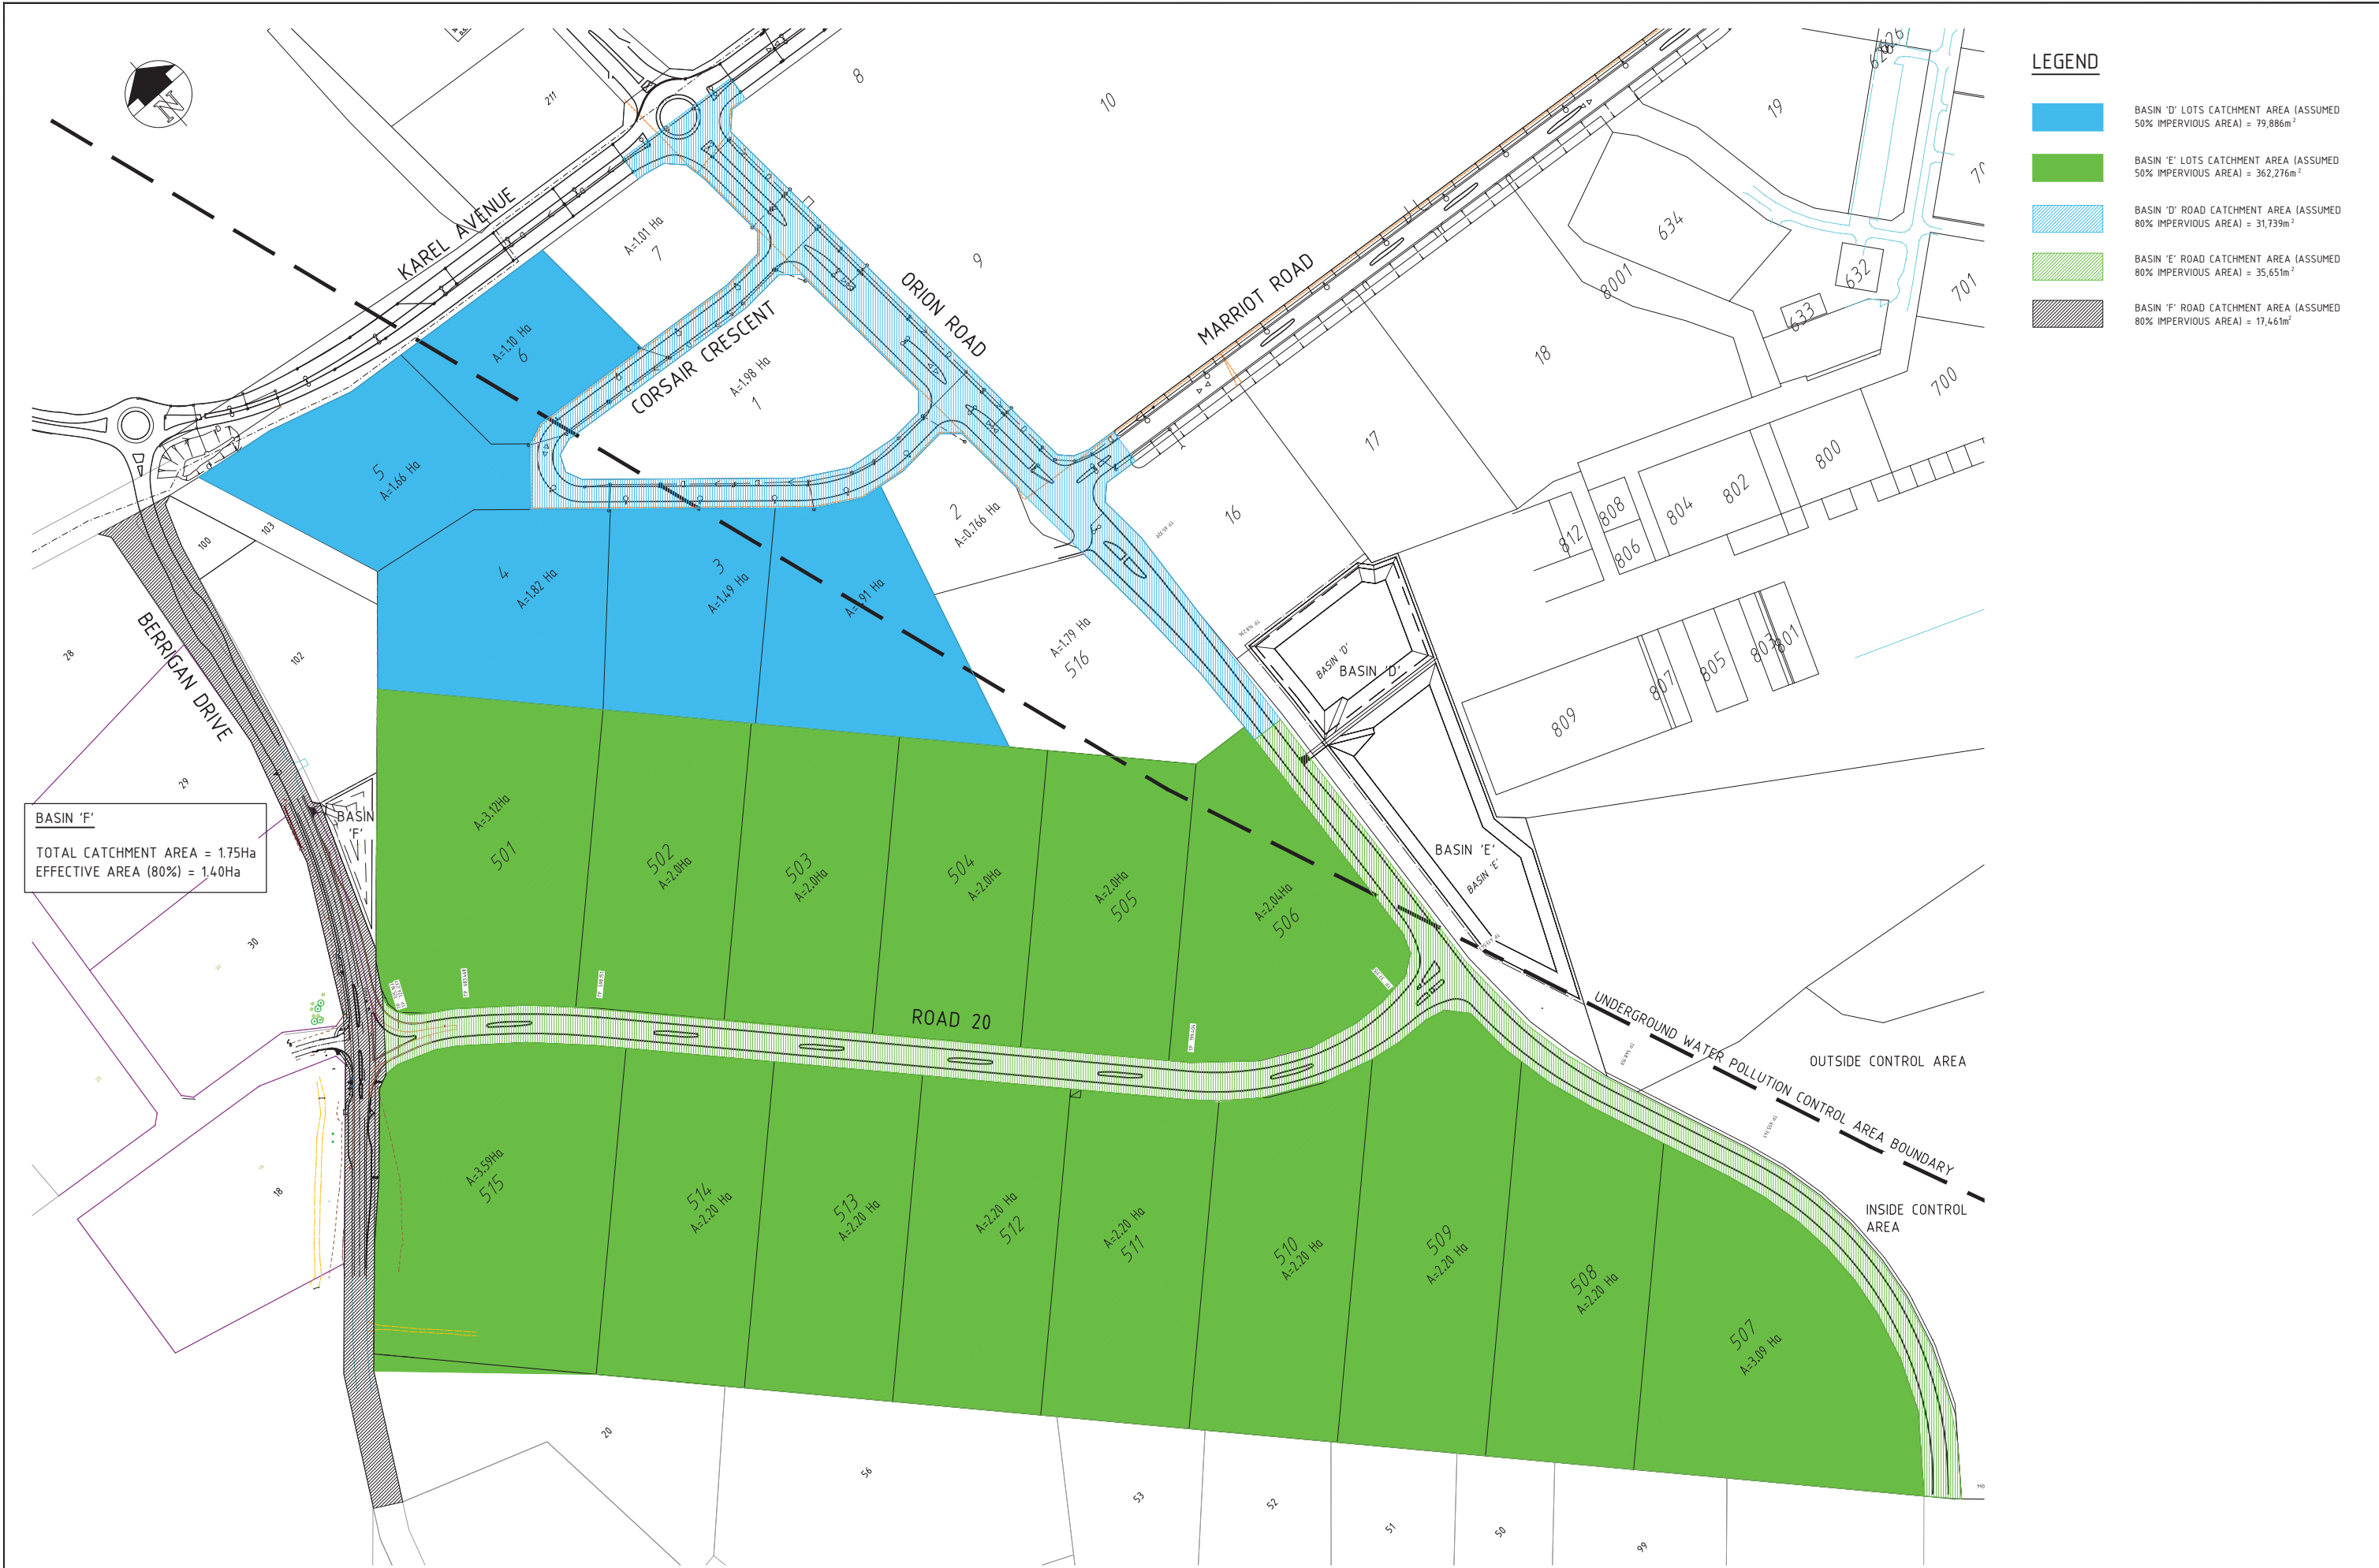 N
KAREL AVENUE
211
8
10
9
19
ORION ROAD
MARRIOT ROAD
CORSAIR CRESCENT
A=1.01 Ha
7
A=1.10 Ha
6
A=1.98 Ha
1
5
A=1.66 Ha
4
A=1.82 Ha
3
A=1.49 Ha
2
A=0.766 Ha
A=1.79 Ha
516
16
17
18
8001
634
632
633
701
700
800
802
804
806
808
812
809
807
805
803
801
100
103
102
28
29
30
18
BERRIGAN DRIVE
BASIN 'D'
BASIN 'D'
BASIN 'E'
BASIN 'E'
BASIN
'F'
BASIN 'F'
TOTAL CATCHMENT AREA = 1.75Ha
EFFECTIVE AREA (80%) = 1.40Ha
A=3.12Ha
501
502
A=2.0Ha
503
A=2.0Ha
504
A=2.0Ha
A=2.0Ha
505
A=2.04Ha
506
ROAD 20
A=3.59Ha
515
514
A=2.20 Ha
513
A=2.20 Ha
A=2.20 Ha
512
A=2.20 Ha
511
510
A=2.20 Ha
509
A=2.20 Ha
508
A=2.20 Ha
507
A=3.09 Ha
UNDERGROUND WATER POLLUTION CONTROL AREA BOUNDARY
OUTSIDE CONTROL AREA
INSIDE CONTROL
AREA
20
56
53
52
51
50
99
LEGEND
BASIN 'D' LOTS CATCHMENT AREA (ASSUMED
50% IMPERVIOUS AREA) = 79,886m²
BASIN 'E' LOTS CATCHMENT AREA (ASSUMED
50% IMPERVIOUS AREA) = 362,276m²
BASIN 'D' ROAD CATCHMENT AREA (ASSUMED
80% IMPERVIOUS AREA) = 31,739m²
BASIN 'E' ROAD CATCHMENT AREA (ASSUMED
80% IMPERVIOUS AREA) = 35,651m²
BASIN 'F' ROAD CATCHMENT AREA (ASSUMED
80% IMPERVIOUS AREA) = 17,461m²